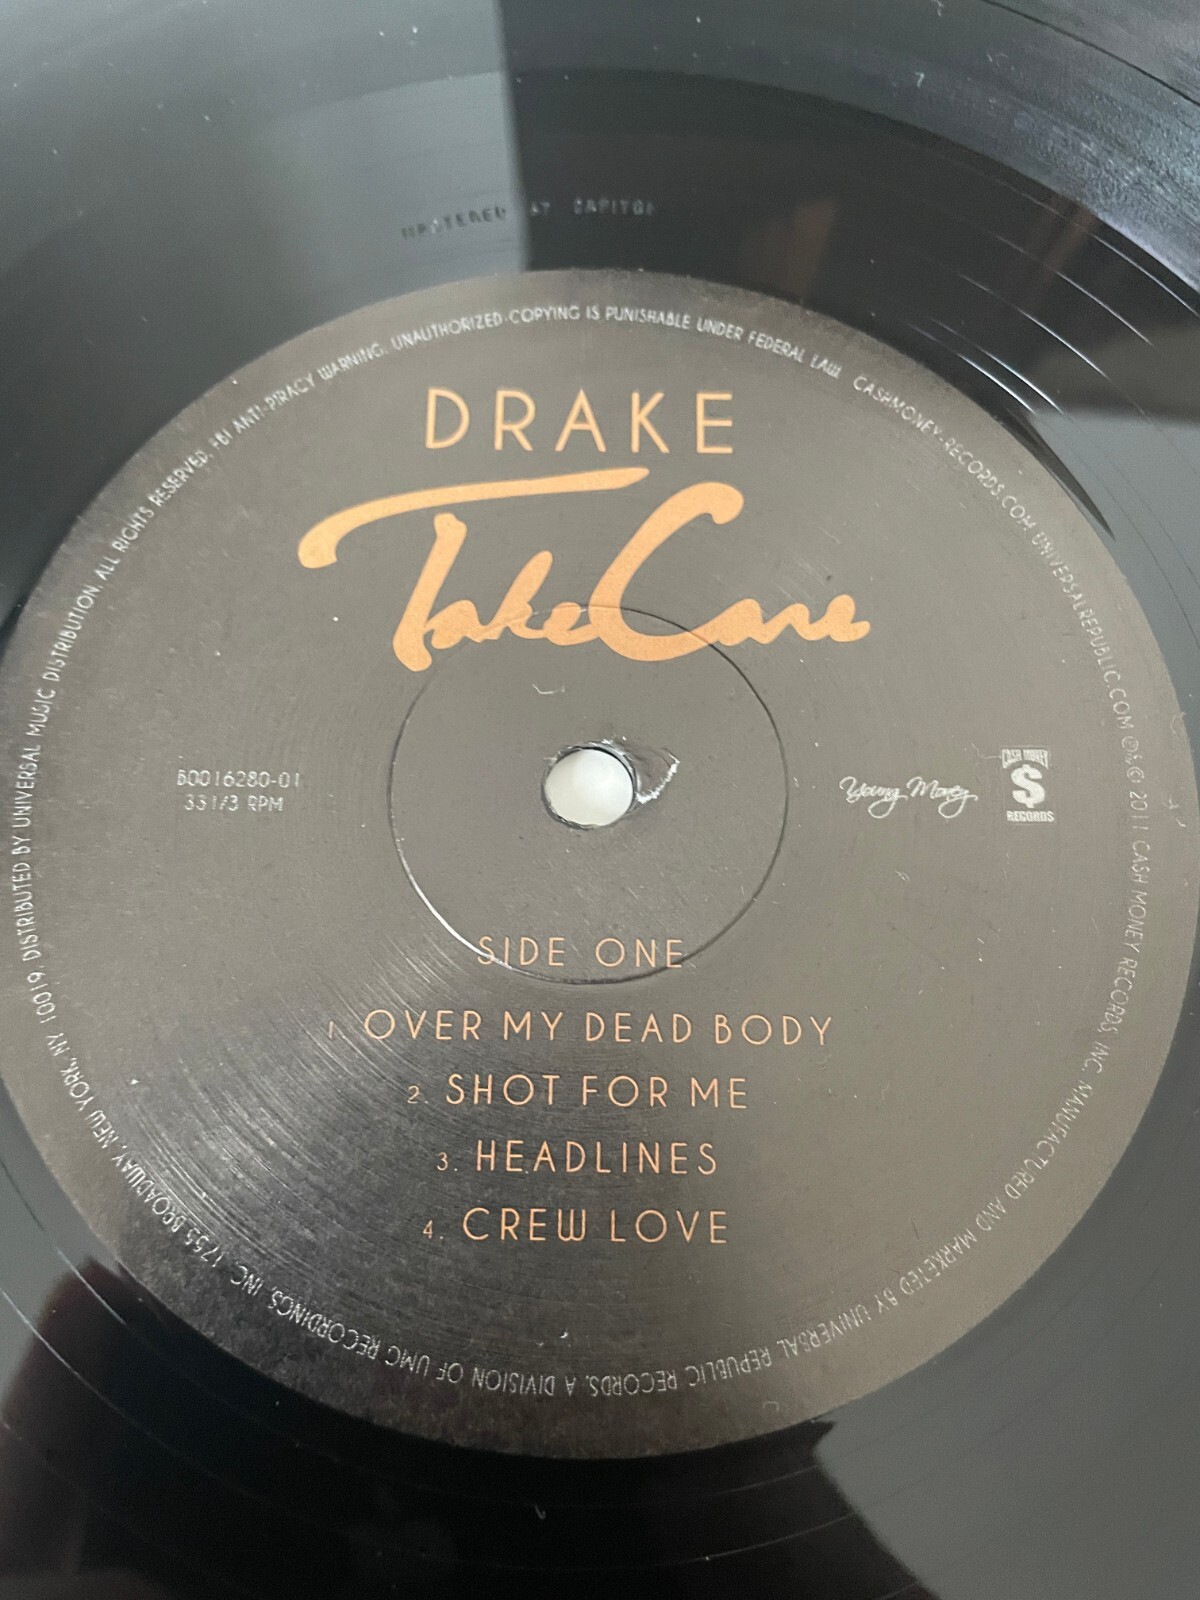 MASTERED AT CAPITOL
FBI ANTI-PIRACY WARNING: UNAUTHORIZED COPYING IS PUNISHABLE UNDER FEDERAL LAW. CASHMONEY-RECORDS.COM UNIVERSALREPUBLIC.COM ℗&© 2011 CASH MONEY RECORDS, INC. MANUFACTURED AND MARKETED BY UNIVERSAL REPUBLIC RECORDS, A DIVISION OF UMG RECORDINGS, INC. 1755 BROADWAY, NEW YORK, NY 10019. DISTRIBUTED BY UNIVERSAL MUSIC DISTRIBUTION. ALL RIGHTS RESERVED.
DRAKE
Take Care
B0016280-01
33 1/3 RPM
Young Money
CASH MONEY
$
RECORDS
SIDE ONE
1. OVER MY DEAD BODY
2. SHOT FOR ME
3. HEADLINES
4. CREW LOVE